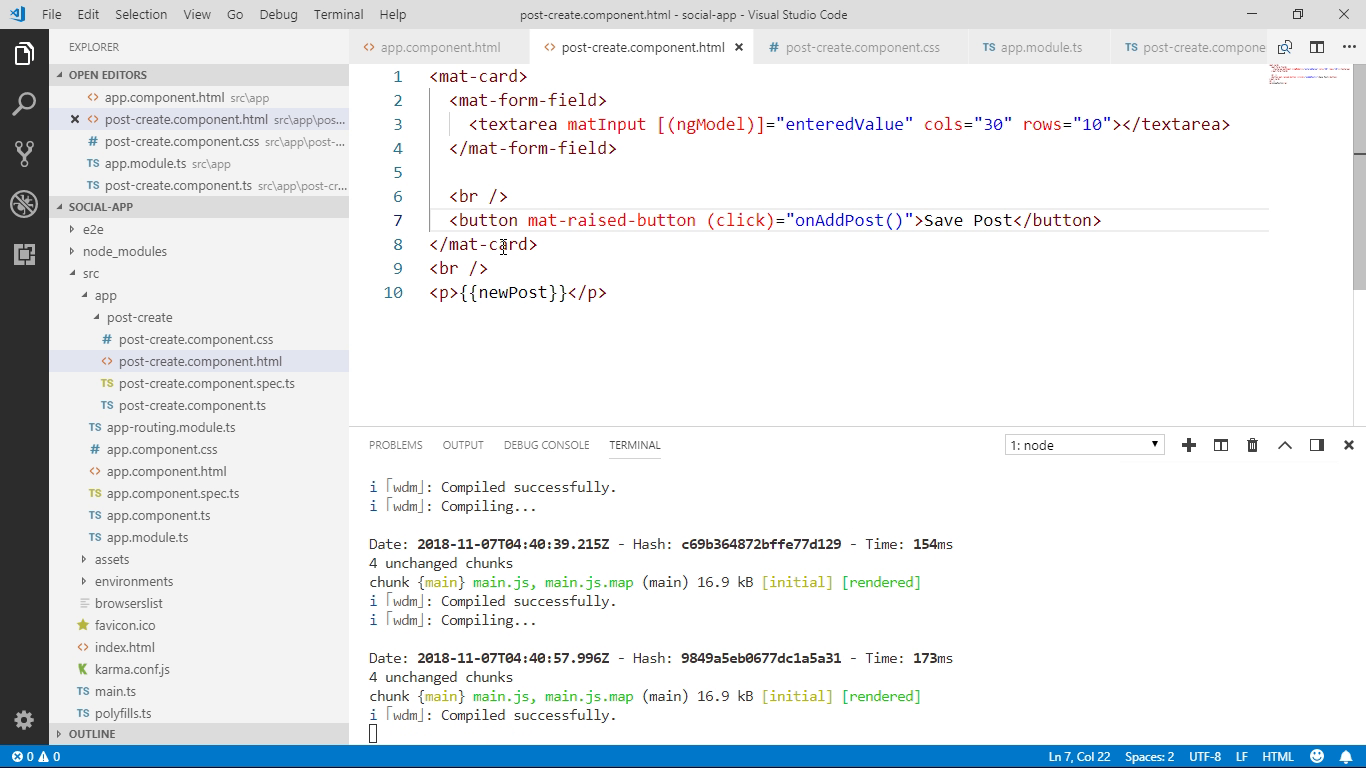 File Edit Selection View Go Debug Terminal Help
post-create.component.html - social-app - Visual Studio Code
EXPLORER
OPEN EDITORS
app.component.html src\app
post-create.component.html src\app\pos...
post-create.component.css src\app\post-...
app.module.ts src\app
post-create.component.ts src\app\post-cr...
SOCIAL-APP
e2e
node_modules
src
app
post-create
post-create.component.css
post-create.component.html
post-create.component.spec.ts
post-create.component.ts
app-routing.module.ts
app.component.css
app.component.html
app.component.spec.ts
app.component.ts
app.module.ts
assets
environments
browserslist
favicon.ico
index.html
karma.conf.js
main.ts
polyfills.ts
OUTLINE
app.component.html post-create.component.html post-create.component.css app.module.ts post-create.compone
1 <mat-card>
2 <mat-form-field>
3 <textarea matInput [(ngModel)]="enteredValue" cols="30" rows="10"></textarea>
4 </mat-form-field>
5
6 <br />
7 <button mat-raised-button (click)="onAddPost()">Save Post</button>
8 </mat-card>
9 <br />
10 <p>{{newPost}}</p>
PROBLEMS OUTPUT DEBUG CONSOLE TERMINAL 1: node
i ｢wdm｣: Compiled successfully.
i ｢wdm｣: Compiling...
Date: 2018-11-07T04:40:39.215Z - Hash: c69b364872bffe77d129 - Time: 154ms
4 unchanged chunks
chunk {main} main.js, main.js.map (main) 16.9 kB [initial] [rendered]
i ｢wdm｣: Compiled successfully.
i ｢wdm｣: Compiling...
Date: 2018-11-07T04:40:57.996Z - Hash: 9849a5eb0677dc1a5a31 - Time: 173ms
4 unchanged chunks
chunk {main} main.js, main.js.map (main) 16.9 kB [initial] [rendered]
i ｢wdm｣: Compiled successfully.
0 0 Ln 7, Col 22 Spaces: 2 UTF-8 LF HTML